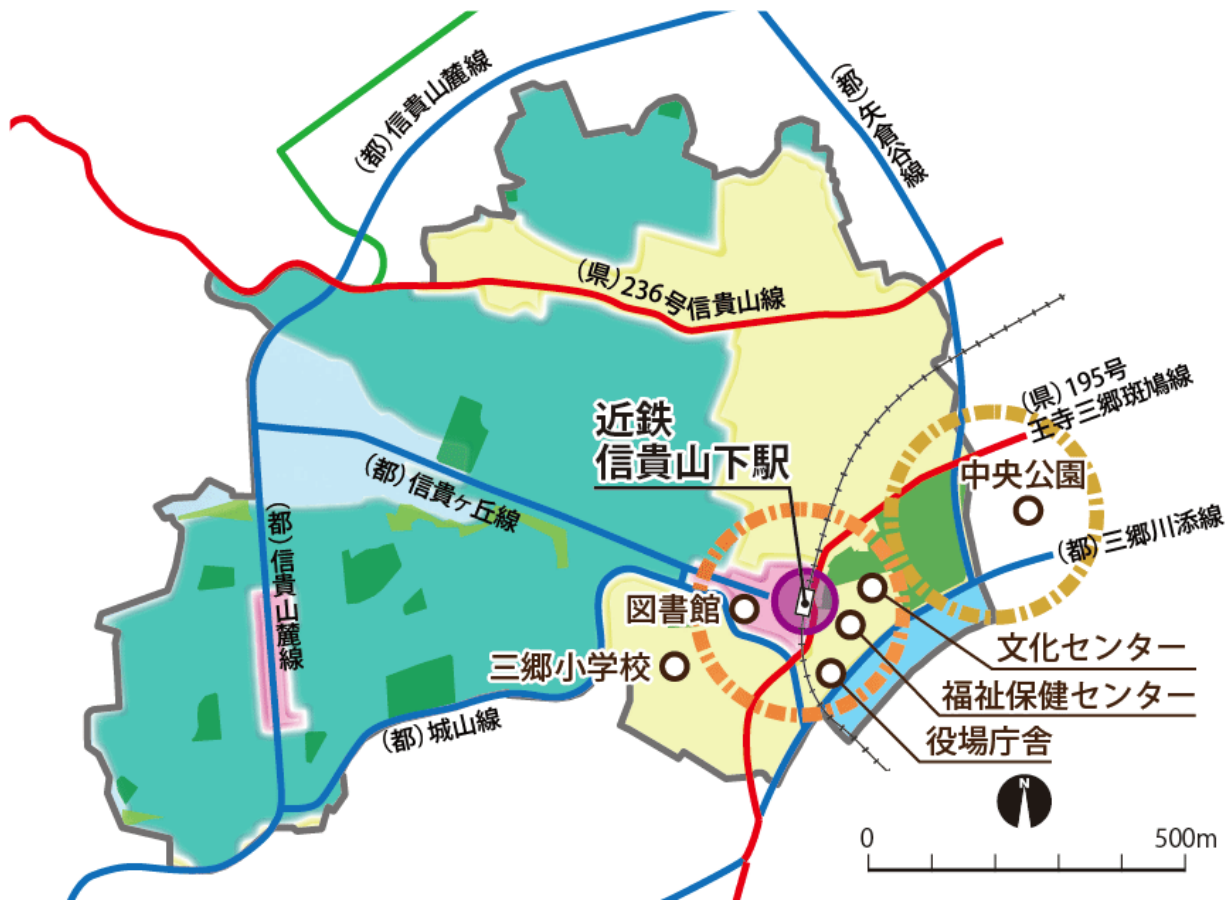 (都)信貴山麓線
(都)矢倉谷線
(県)236号信貴山線
(県)195号
王寺三郷斑鳩線
近鉄
信貴山下駅
中央公園
(都)信貴ヶ丘線
(都)信貴山麓線
(都)三郷川添線
図書館
文化センター
三郷小学校
福祉保健センター
(都)城山線
役場庁舎
N
0
500m